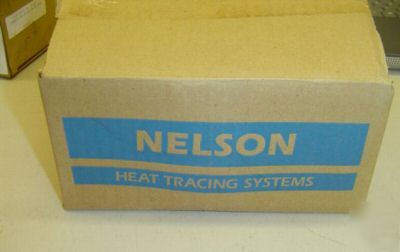 NELSON
HEAT TRACING SYSTEMS